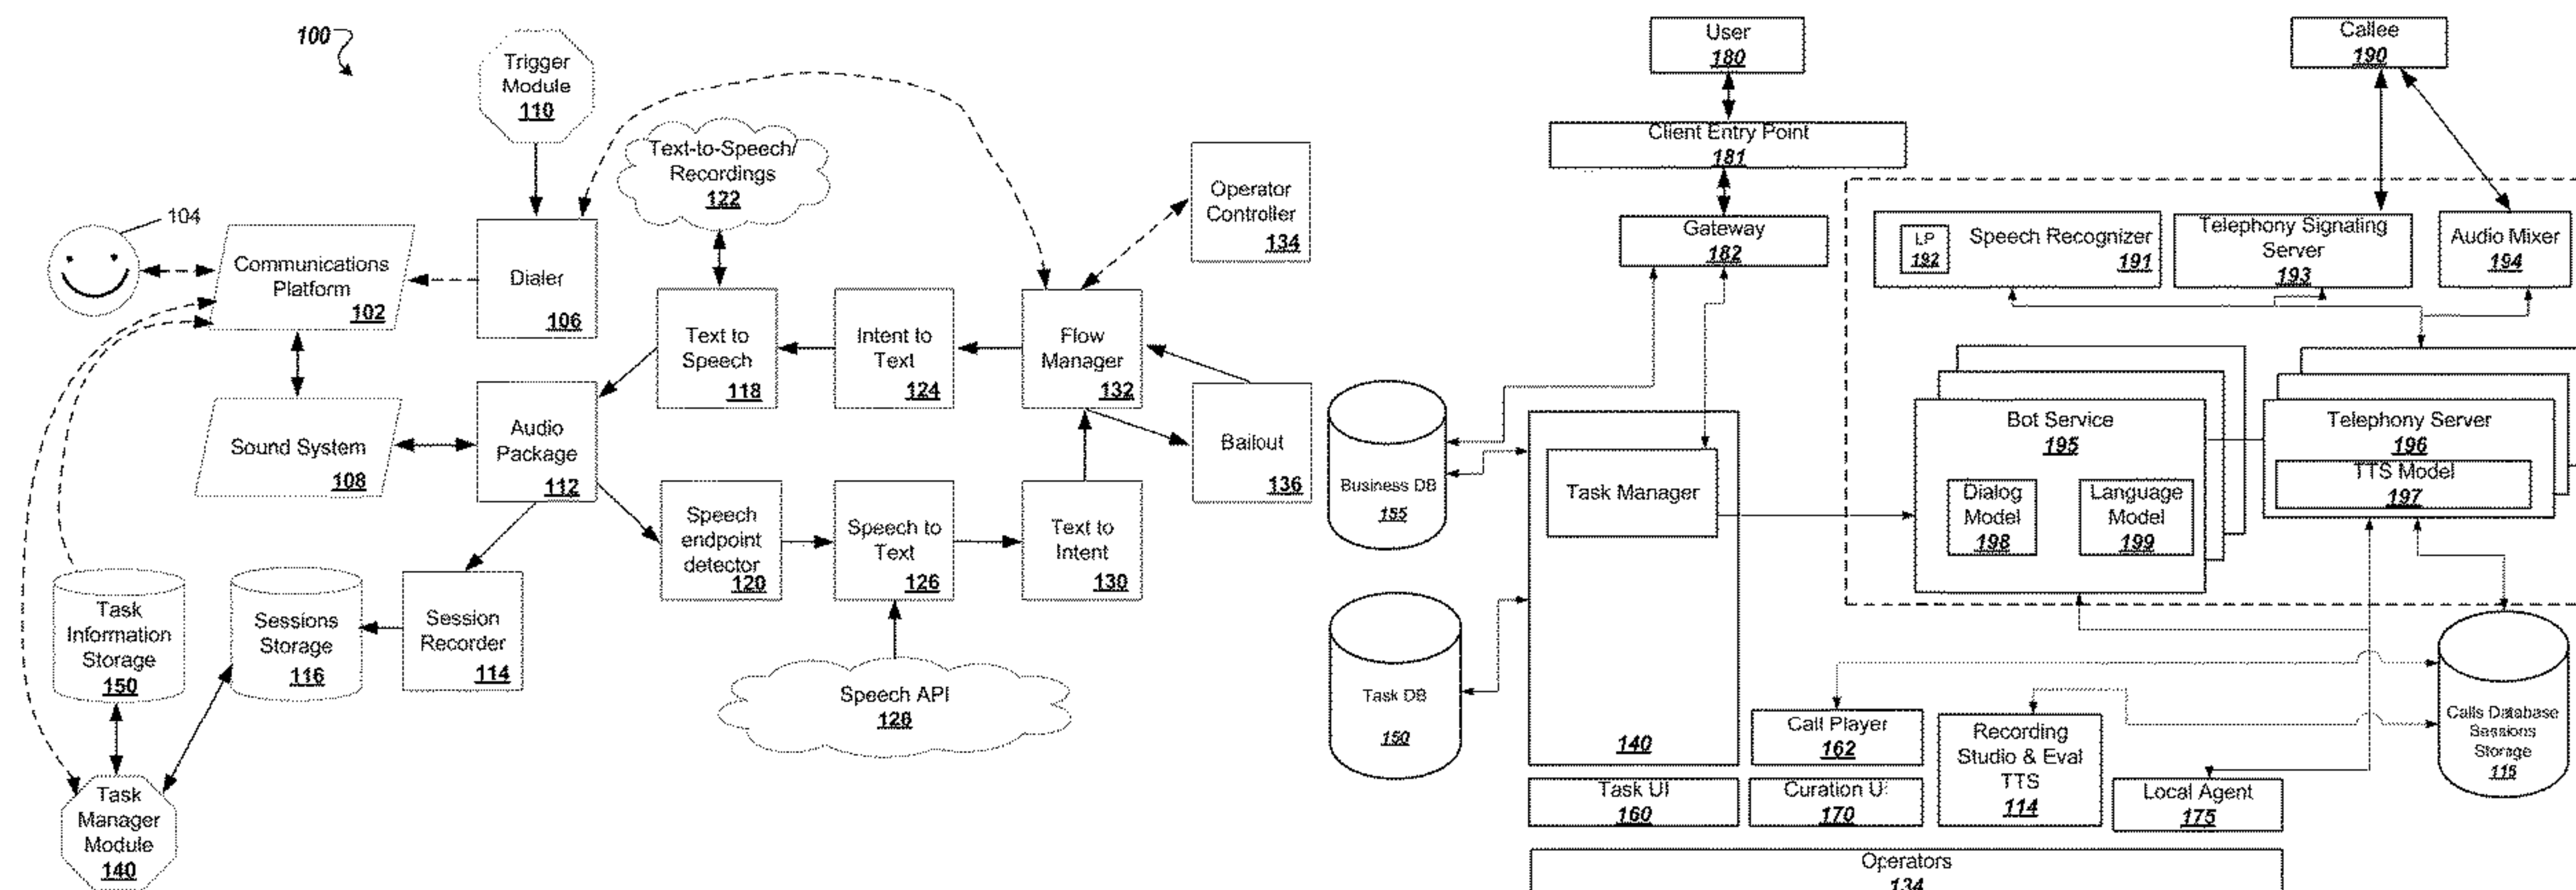 100
Trigger
Module
110
104
Communications
Platform
102
Dialer
106
Text-to-Speech/
Recordings
122
Operator
Controller
134
Text to
Speech
118
Intent to
Text
124
Flow
Manager
132
Sound System
108
Audio
Package
112
Bailout
136
Speech
endpoint
detector
120
Speech to
Text
126
Text to
Intent
130
Task
Information
Storage
150
Sessions
Storage
116
Session
Recorder
114
Speech API
128
Task
Manager
Module
140
User
180
Callee
190
Client Entry Point
181
Gateway
182
LP
192
Speech Recognizer
191
Telephony Signaling
Server
193
Audio Mixer
194
Business DB
155
Task Manager
Bot Service
195
Dialog
Model
198
Language
Model
199
Telephony Server
196
TTS Model
197
Task DB
150
140
Call Player
162
Recording
Studio & Eval
TTS
114
Calls Database
Sessions
Storage
115
Task UI
160
Curation UI
170
Local Agent
175
Operators
134